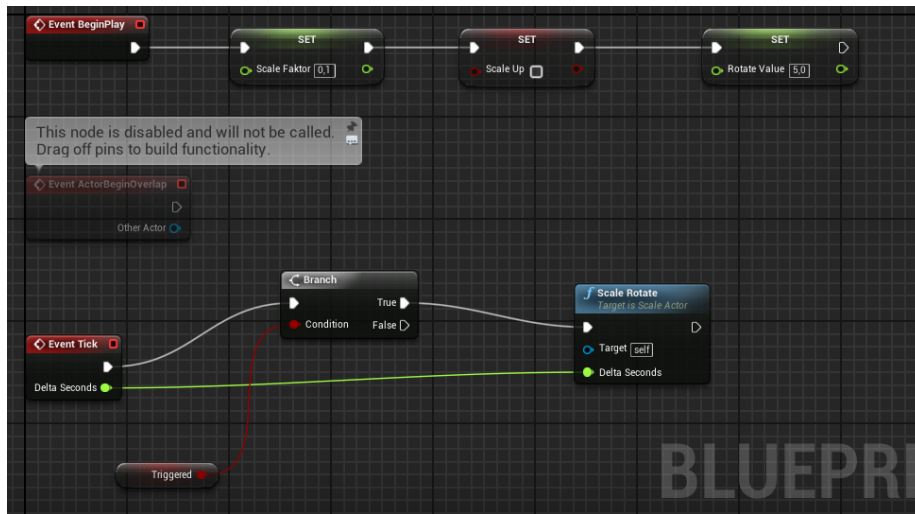 Event BeginPlay
SET
Scale Faktor 0,1
SET
Scale Up
SET
Rotate Value 5,0
This node is disabled and will not be called.
Drag off pins to build functionality.
Event ActorBeginOverlap
Other Actor
Branch
True
Condition
False
Scale Rotate
Target is Scale Actor
Target self
Delta Seconds
Event Tick
Delta Seconds
Triggered
BLUEPRI